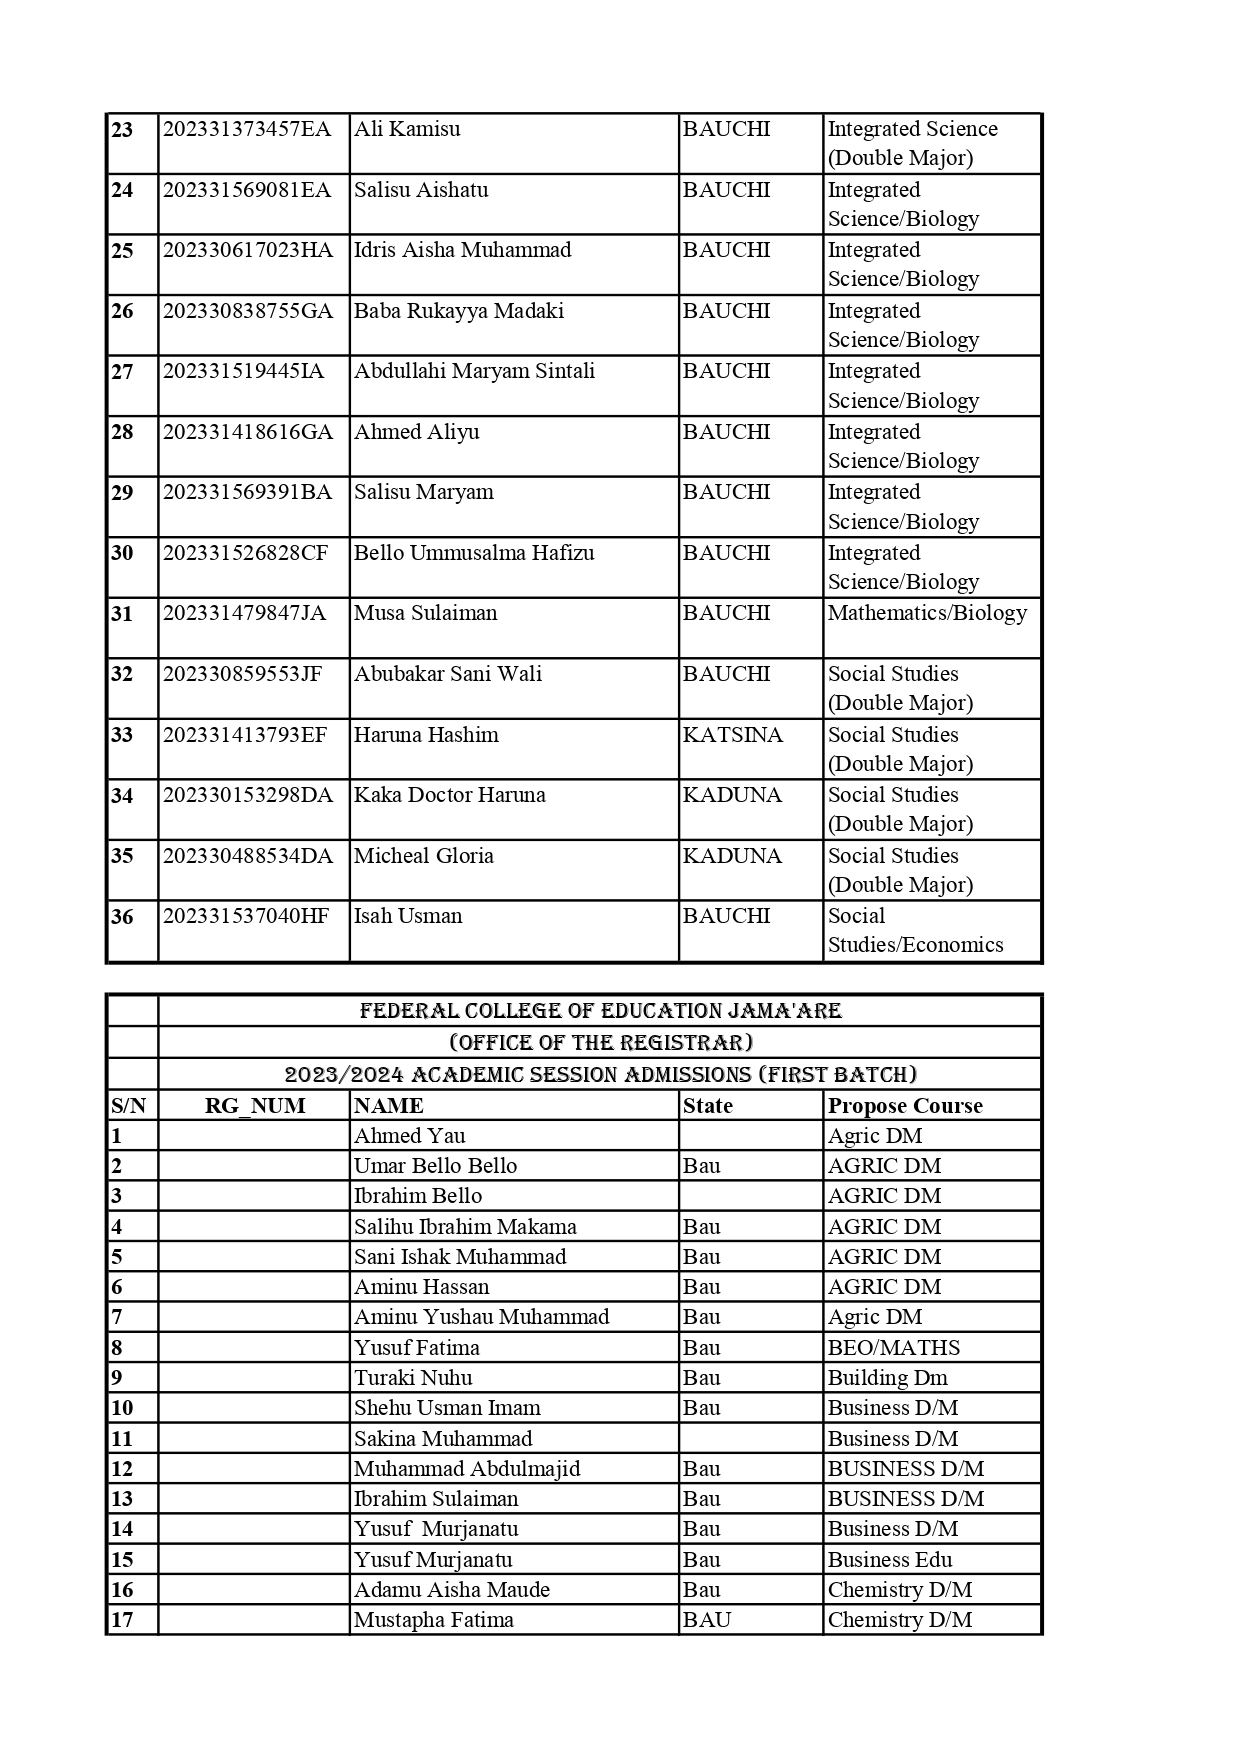 23 202331373457EA Ali Kamisu BAUCHI Integrated Science
(Double Major)
24 202331569081EA Salisu Aishatu BAUCHI Integrated
Science/Biology
25 202330617023HA Idris Aisha Muhammad BAUCHI Integrated
Science/Biology
26 202330838755GA Baba Rukayya Madaki BAUCHI Integrated
Science/Biology
27 202331519445IA Abdullahi Maryam Sintali BAUCHI Integrated
Science/Biology
28 202331418616GA Ahmed Aliyu BAUCHI Integrated
Science/Biology
29 202331569391BA Salisu Maryam BAUCHI Integrated
Science/Biology
30 202331526828CF Bello Ummusalma Hafizu BAUCHI Integrated
Science/Biology
31 202331479847JA Musa Sulaiman BAUCHI Mathematics/Biology
32 202330859553JF Abubakar Sani Wali BAUCHI Social Studies
(Double Major)
33 202331413793EF Haruna Hashim KATSINA Social Studies
(Double Major)
34 202330153298DA Kaka Doctor Haruna KADUNA Social Studies
(Double Major)
35 202330488534DA Micheal Gloria KADUNA Social Studies
(Double Major)
36 202331537040HF Isah Usman BAUCHI Social
Studies/Economics
FEDERAL COLLEGE OF EDUCATION JAMA'ARE
(OFFICE OF THE REGISTRAR)
2023/2024 ACADEMIC SESSION ADMISSIONS (FIRST BATCH)
S/N RG_NUM NAME State Propose Course
1 Ahmed Yau Agric DM
2 Umar Bello Bello Bau AGRIC DM
3 Ibrahim Bello AGRIC DM
4 Salihu Ibrahim Makama Bau AGRIC DM
5 Sani Ishak Muhammad Bau AGRIC DM
6 Aminu Hassan Bau AGRIC DM
7 Aminu Yushau Muhammad Bau Agric DM
8 Yusuf Fatima Bau BEO/MATHS
9 Turaki Nuhu Bau Building Dm
10 Shehu Usman Imam Bau Business D/M
11 Sakina Muhammad Business D/M
12 Muhammad Abdulmajid Bau BUSINESS D/M
13 Ibrahim Sulaiman Bau BUSINESS D/M
14 Yusuf  Murjanatu Bau Business D/M
15 Yusuf Murjanatu Bau Business Edu
16 Adamu Aisha Maude Bau Chemistry D/M
17 Mustapha Fatima BAU Chemistry D/M